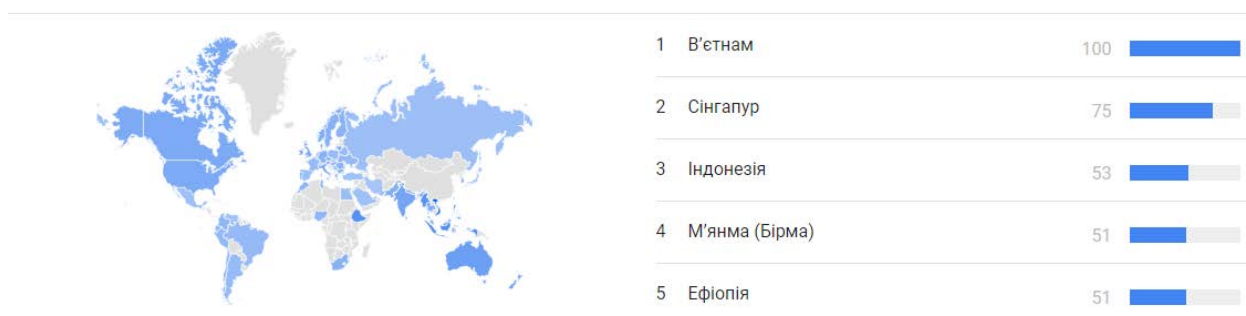 1 В’єтнам 100
2 Сінгапур 75
3 Індонезія 53
4 М’янма (Бірма) 51
5 Ефіопія 51